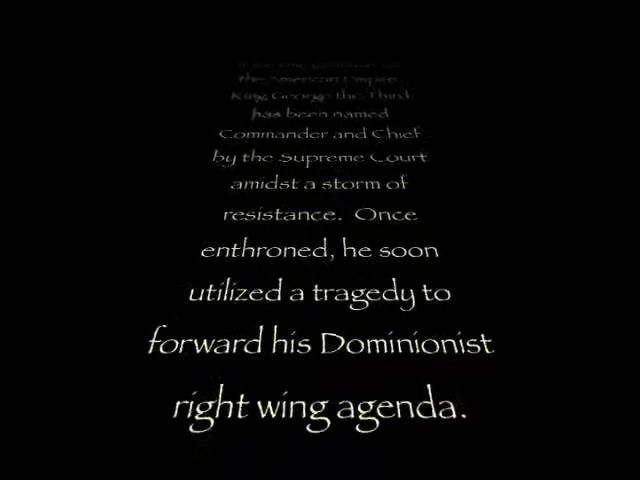 the American Empire
King George the Third
has been named
Commander and Chief
by the Supreme Court
amidst a storm of
resistance. Once
enthroned, he soon
utilized a tragedy to
forward his Dominionist
right wing agenda.